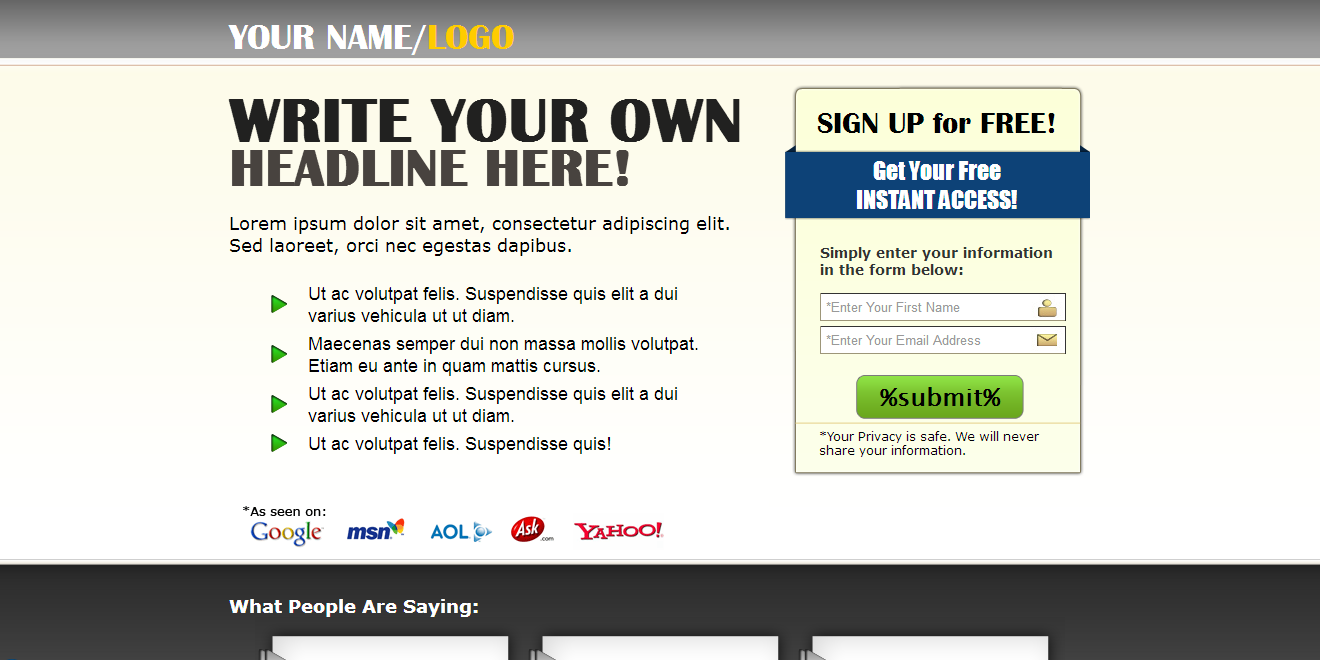 YOUR NAME/LOGO
WRITE YOUR OWN
HEADLINE HERE!
Lorem ipsum dolor sit amet, consectetur adipiscing elit.
Sed laoreet, orci nec egestas dapibus.
Ut ac volutpat felis. Suspendisse quis elit a dui
varius vehicula ut ut diam.
Maecenas semper dui non massa mollis volutpat.
Etiam eu ante in quam mattis cursus.
Ut ac volutpat felis. Suspendisse quis elit a dui
varius vehicula ut ut diam.
Ut ac volutpat felis. Suspendisse quis!
*As seen on:
Google msn AOL Ask.com YAHOO!
SIGN UP for FREE!
Get Your Free
INSTANT ACCESS!
Simply enter your information
in the form below:
*Enter Your First Name
*Enter Your Email Address
%submit%
*Your Privacy is safe. We will never
share your information.
What People Are Saying: